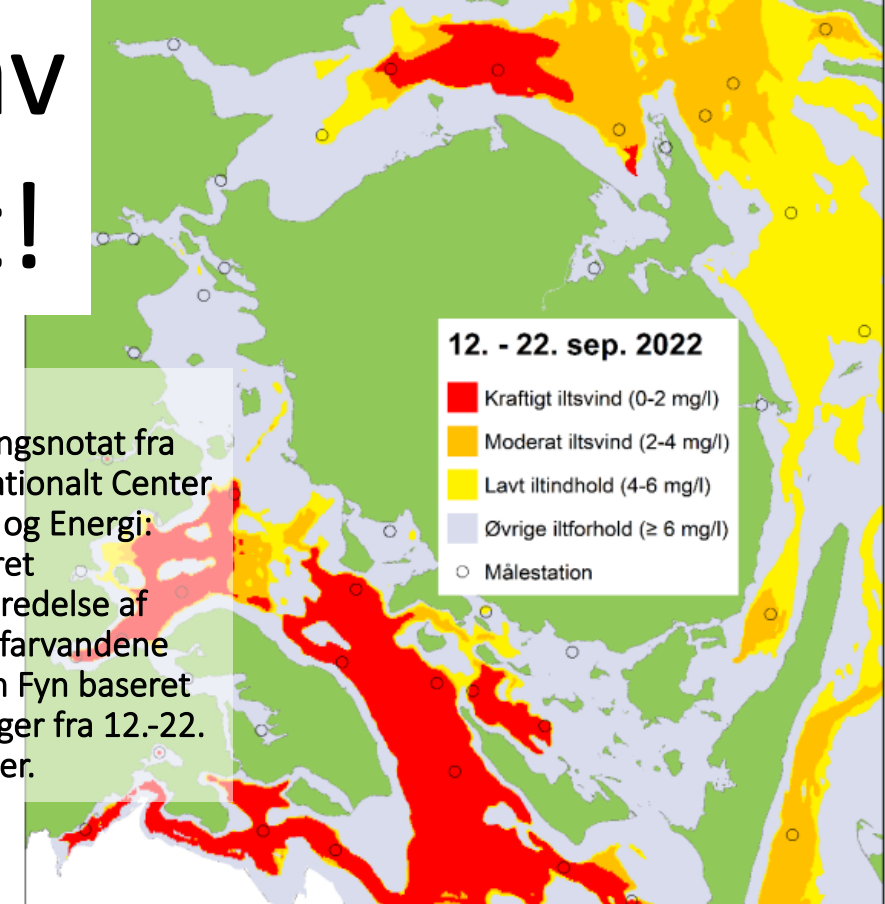 av
t!
12. - 22. sep. 2022
Kraftigt iltsvind (0-2 mg/l)
Moderat iltsvind (2-4 mg/l)
Lavt iltindhold (4-6 mg/l)
Øvrige iltforhold (≥ 6 mg/l)
Målestation
ngsnotat fra
ationalt Center
og Energi:
ret
redelse af
farvandene
n Fyn baseret
ger fra 12.-22.
er.